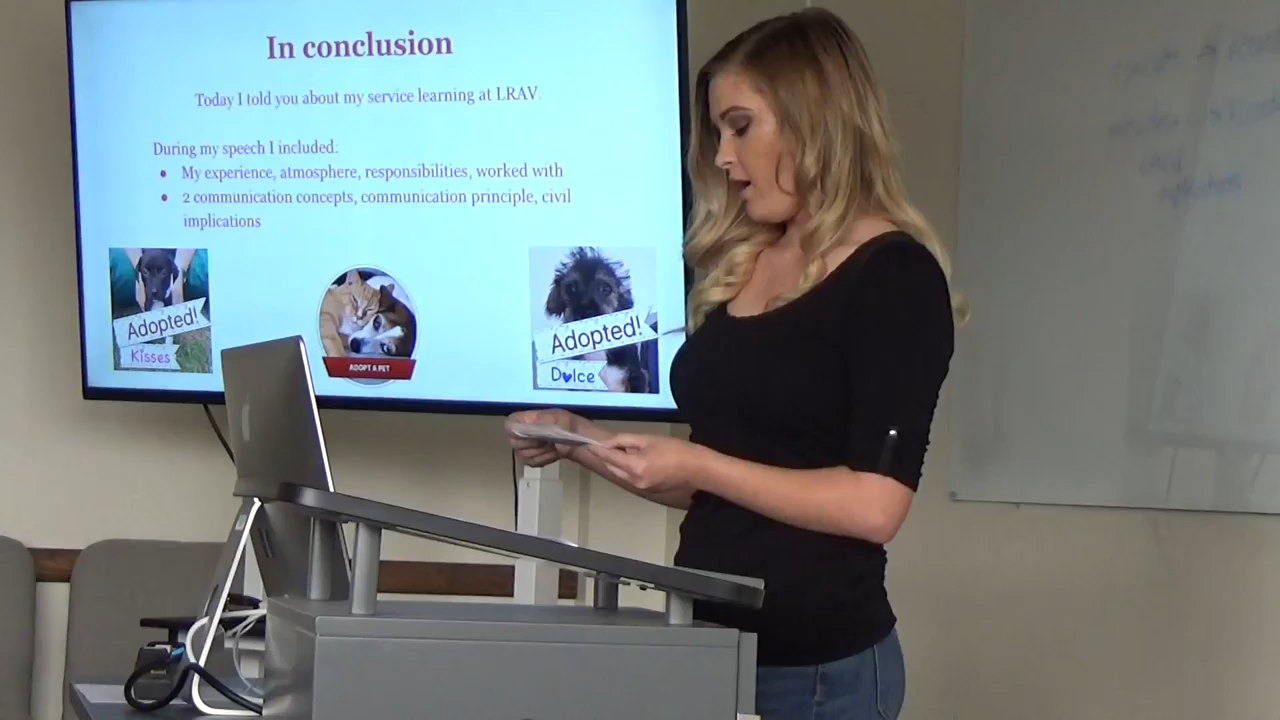 In conclusion
Today I told you about my service learning at LRAV.
During my speech I included:
• My experience, atmosphere, responsibilities, worked with
• 2 communication concepts, communication principle, civil
implications
Adopted!
Kisses
ADOPT A PET
Adopted!
D♥lce